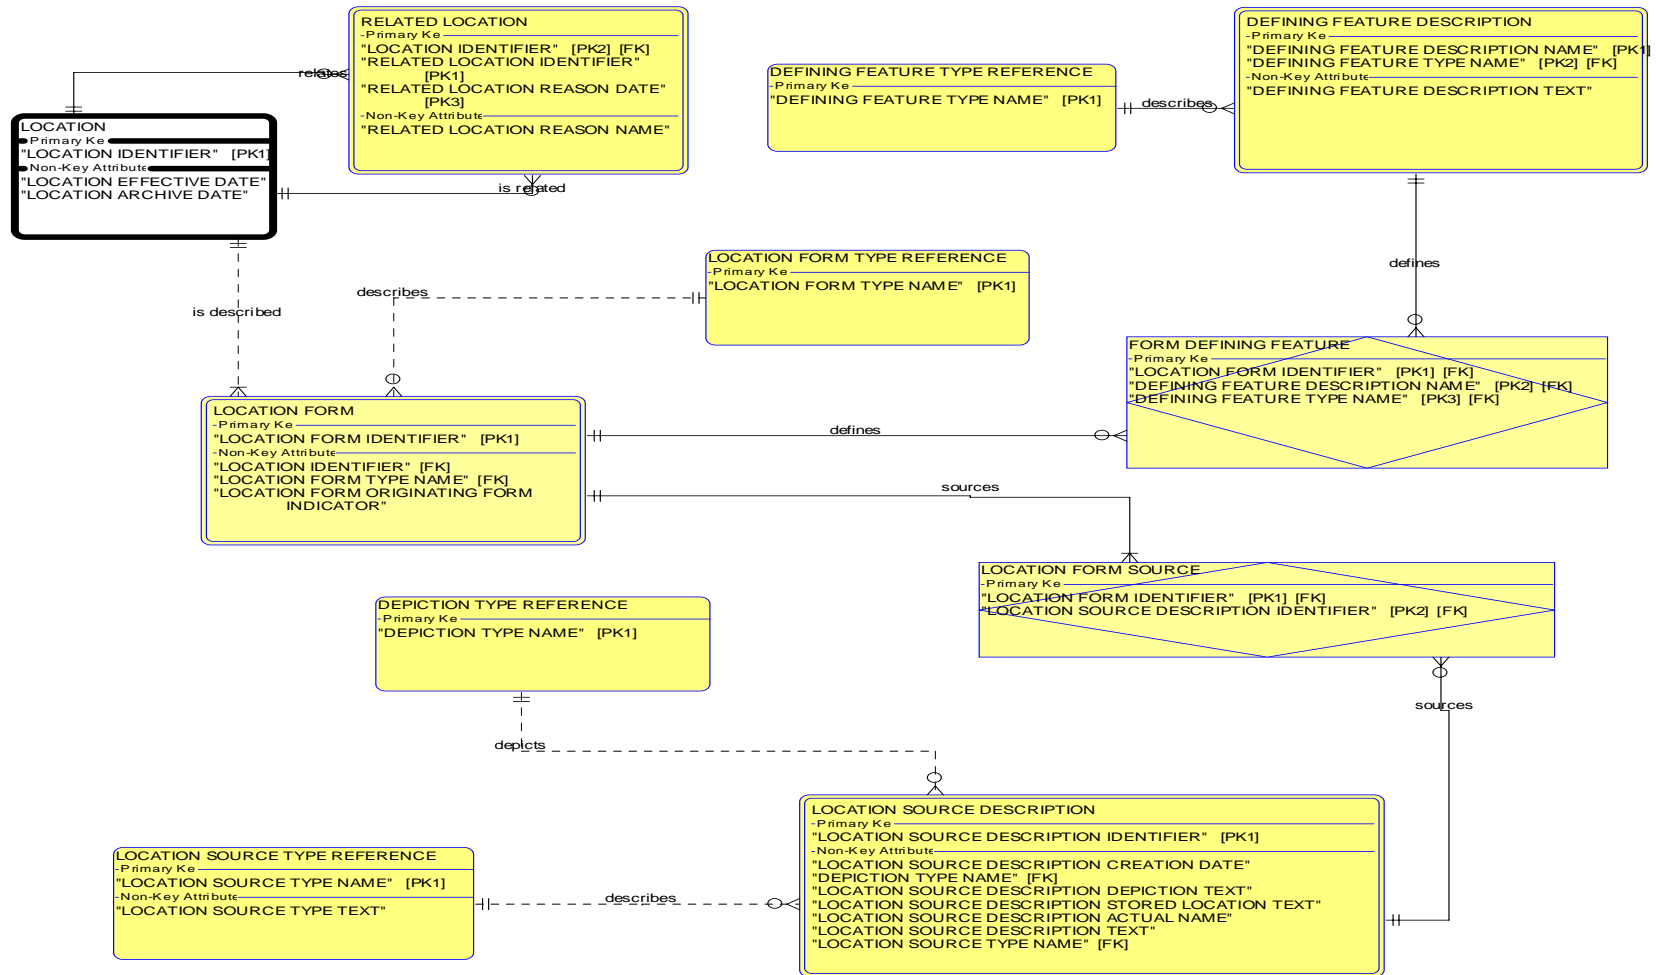 RELATED LOCATION
-Primary Ke
"LOCATION IDENTIFIER" [PK2] [FK]
"RELATED LOCATION IDENTIFIER"
[PK1]
"RELATED LOCATION REASON DATE"
[PK3]
-Non-Key Attribute
"RELATED LOCATION REASON NAME"
relates
is related
LOCATION
Primary Ke
"LOCATION IDENTIFIER" [PK1]
Non-Key Attribute
"LOCATION EFFECTIVE DATE"
"LOCATION ARCHIVE DATE"
DEFINING FEATURE TYPE REFERENCE
-Primary Ke
"DEFINING FEATURE TYPE NAME" [PK1]
describes
DEFINING FEATURE DESCRIPTION
-Primary Ke
"DEFINING FEATURE DESCRIPTION NAME" [PK1]
"DEFINING FEATURE TYPE NAME" [PK2] [FK]
-Non-Key Attribute
"DEFINING FEATURE DESCRIPTION TEXT"
defines
is described
describes
LOCATION FORM TYPE REFERENCE
-Primary Ke
"LOCATION FORM TYPE NAME" [PK1]
FORM DEFINING FEATURE
-Primary Ke
"LOCATION FORM IDENTIFIER" [PK1] [FK]
"DEFINING FEATURE DESCRIPTION NAME" [PK2] [FK]
"DEFINING FEATURE TYPE NAME" [PK3] [FK]
LOCATION FORM
-Primary Ke
"LOCATION FORM IDENTIFIER" [PK1]
-Non-Key Attribute
"LOCATION IDENTIFIER" [FK]
"LOCATION FORM TYPE NAME" [FK]
"LOCATION FORM ORIGINATING FORM
INDICATOR"
defines
sources
LOCATION FORM SOURCE
-Primary Ke
"LOCATION FORM IDENTIFIER" [PK1] [FK]
"LOCATION SOURCE DESCRIPTION IDENTIFIER" [PK2] [FK]
DEPICTION TYPE REFERENCE
-Primary Ke
"DEPICTION TYPE NAME" [PK1]
depicts
sources
LOCATION SOURCE DESCRIPTION
-Primary Ke
"LOCATION SOURCE DESCRIPTION IDENTIFIER" [PK1]
-Non-Key Attribute
"LOCATION SOURCE DESCRIPTION CREATION DATE"
"DEPICTION TYPE NAME" [FK]
"LOCATION SOURCE DESCRIPTION DEPICTION TEXT"
"LOCATION SOURCE DESCRIPTION STORED LOCATION TEXT"
"LOCATION SOURCE DESCRIPTION ACTUAL NAME"
"LOCATION SOURCE DESCRIPTION TEXT"
"LOCATION SOURCE TYPE NAME" [FK]
LOCATION SOURCE TYPE REFERENCE
-Primary Ke
"LOCATION SOURCE TYPE NAME" [PK1]
-Non-Key Attribute
"LOCATION SOURCE TYPE TEXT"
describes